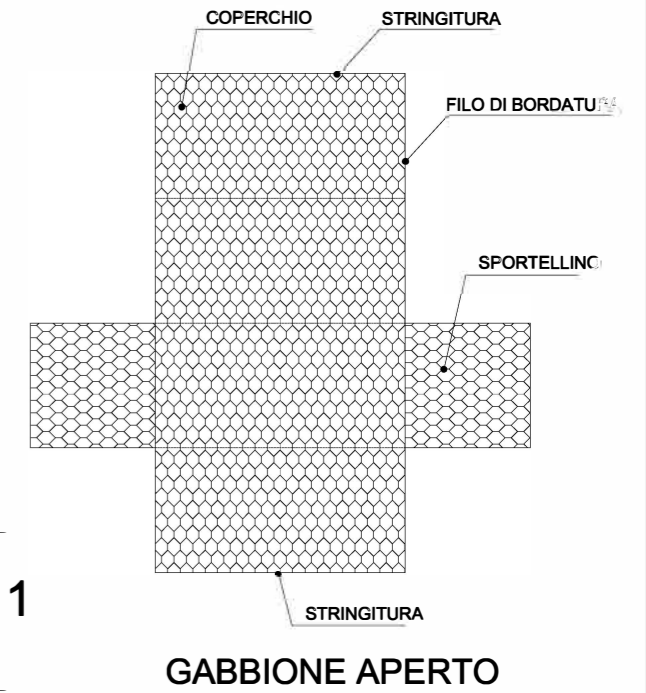 COPERCHIO
STRINGITURA
FILO DI
SPORTELLINO
1
STRINGITURA
GABBIONE APERTO